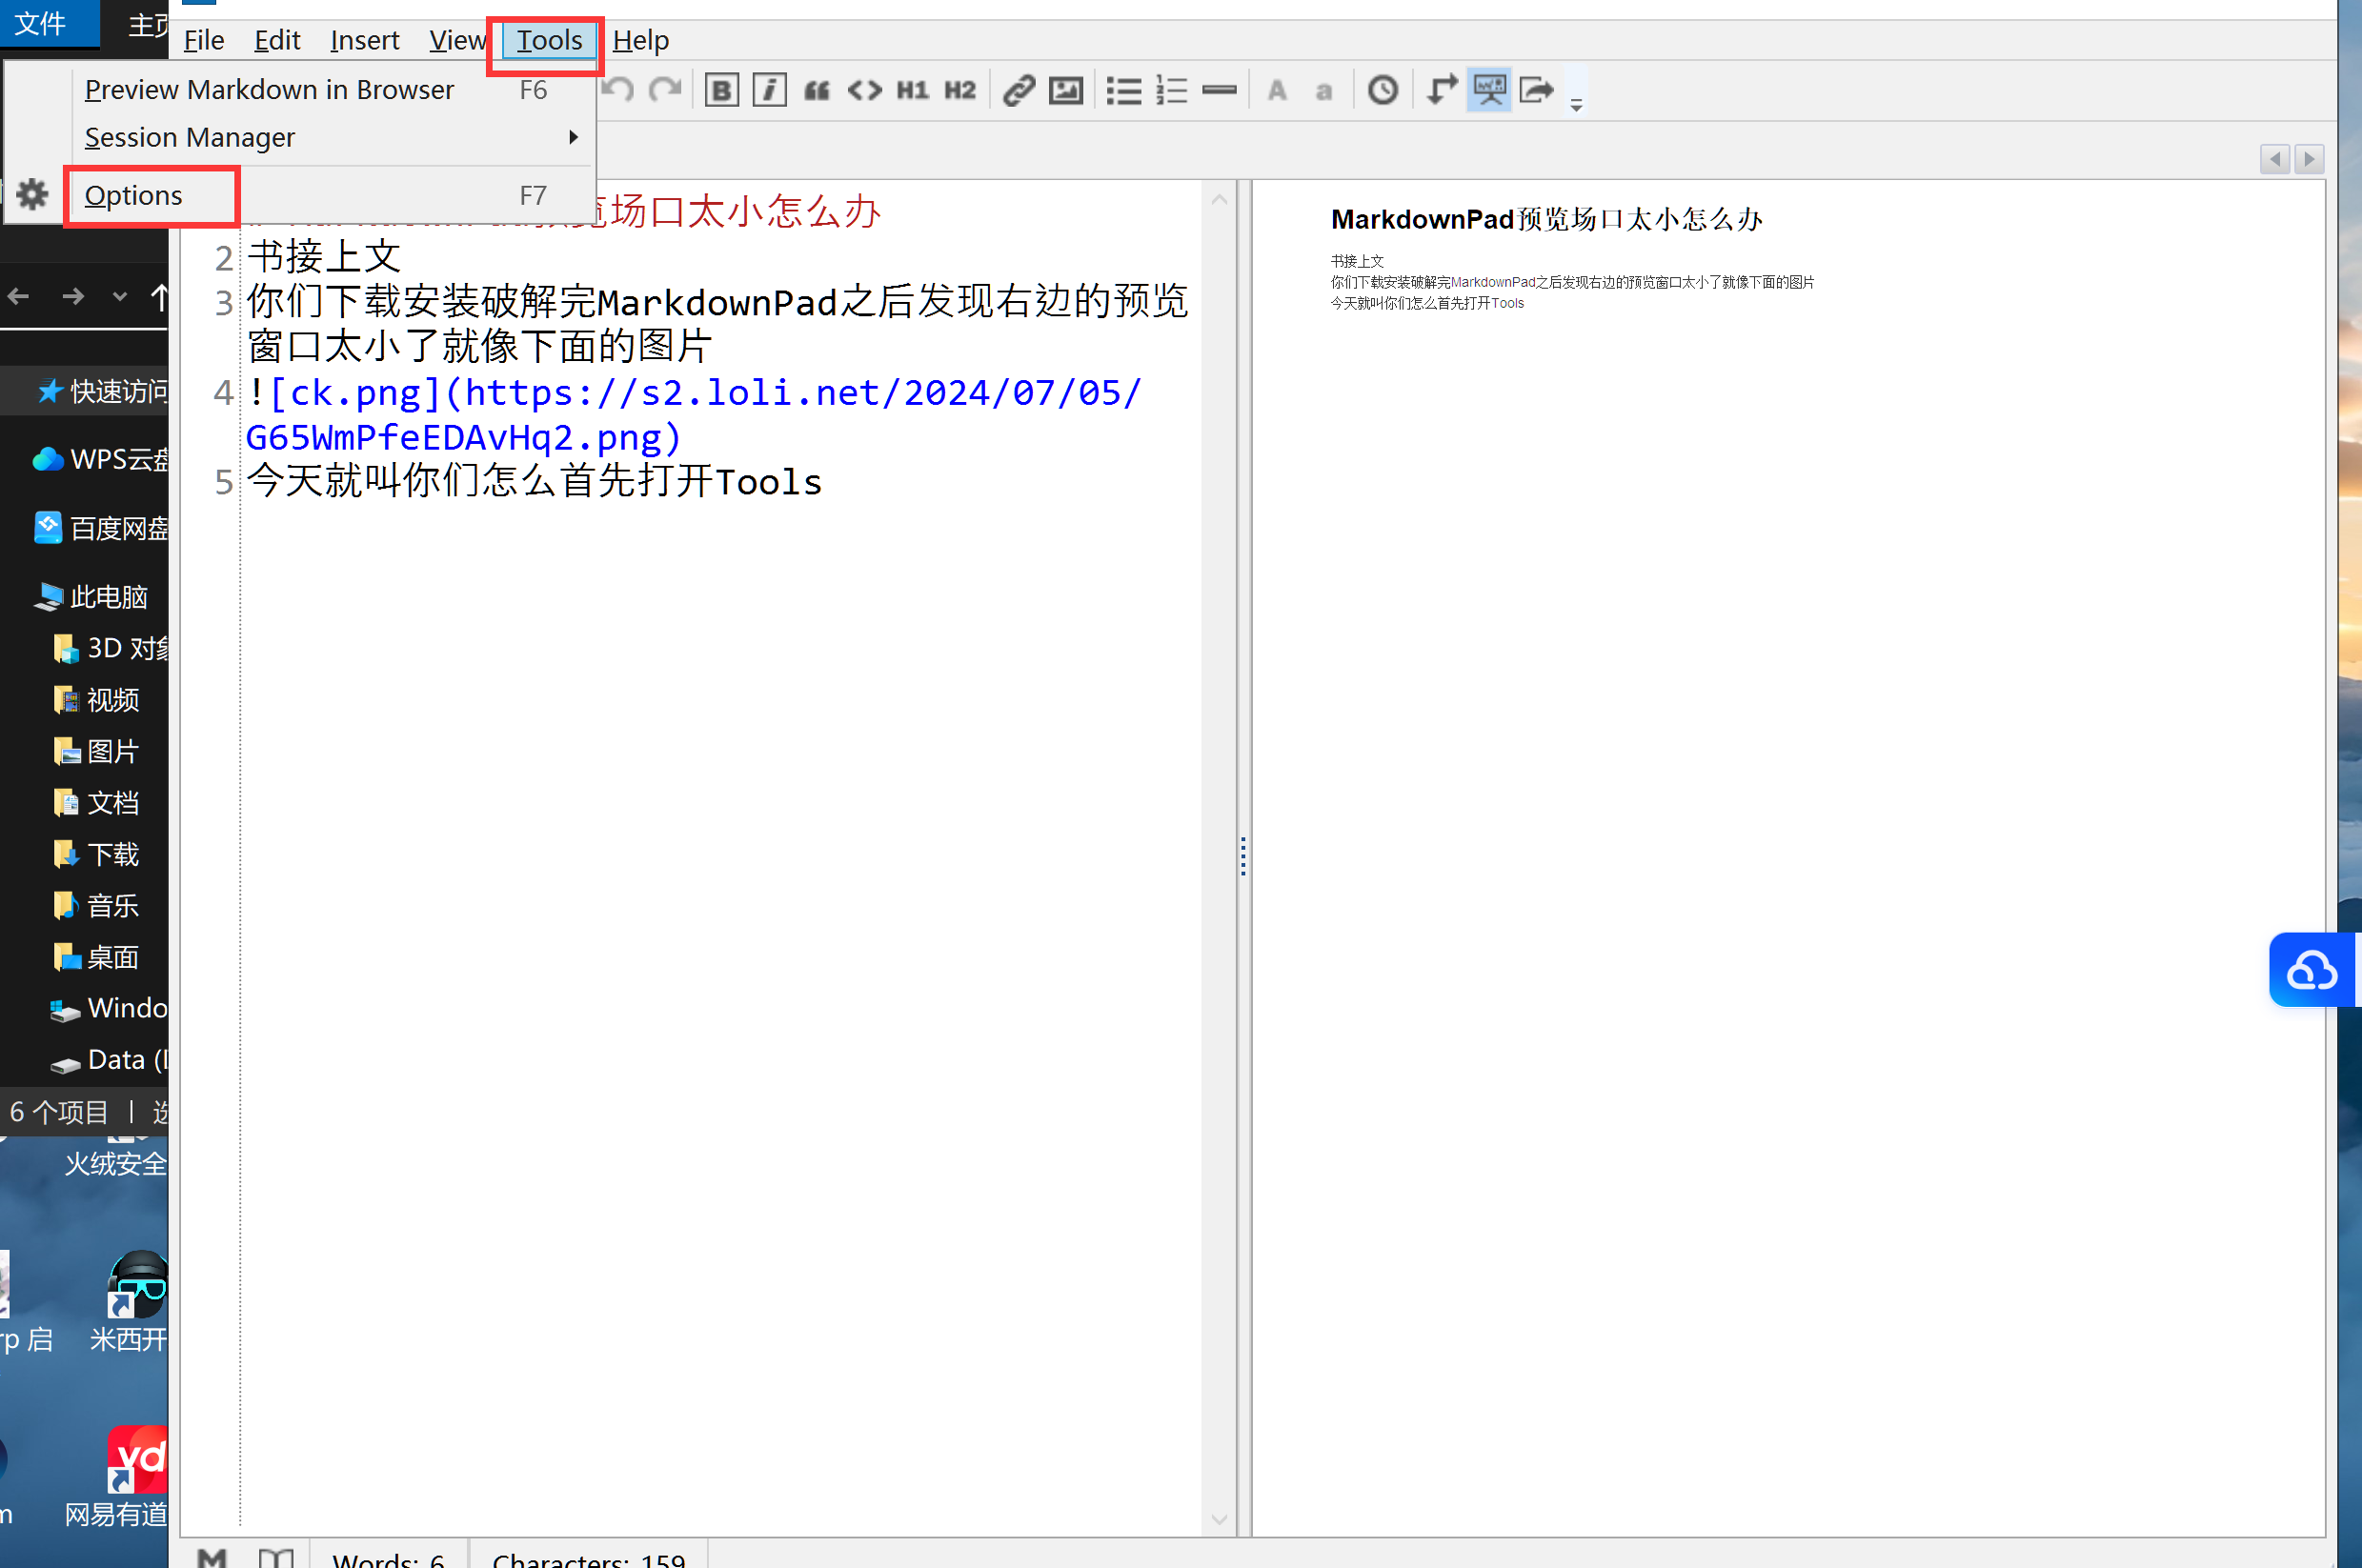 文件
主页
File Edit Insert View Tools Help
Preview Markdown in Browser F6
Session Manager
Options F7
B i H1 H2 A a
览场口太小怎么办
2 书接上文
3 你们下载安装破解完MarkdownPad之后发现右边的预览
窗口太小了就像下面的图片
4 ![ck.png](https://s2.loli.net/2024/07/05/
G65WmPfeEDAvHq2.png)
5 今天就叫你们怎么首先打开Tools
MarkdownPad预览场口太小怎么办
书接上文
你们下载安装破解完MarkdownPad之后发现右边的预览窗口太小了就像下面的图片
今天就叫你们怎么首先打开Tools
快速访问
WPS云盘
百度网盘
此电脑
3D 对象
视频
图片
文档
下载
音乐
桌面
Windo
Data (
6 个项目
火绒安全
rp 启
米西开
yd
m
网易有道
Words: 6
Characters: 159